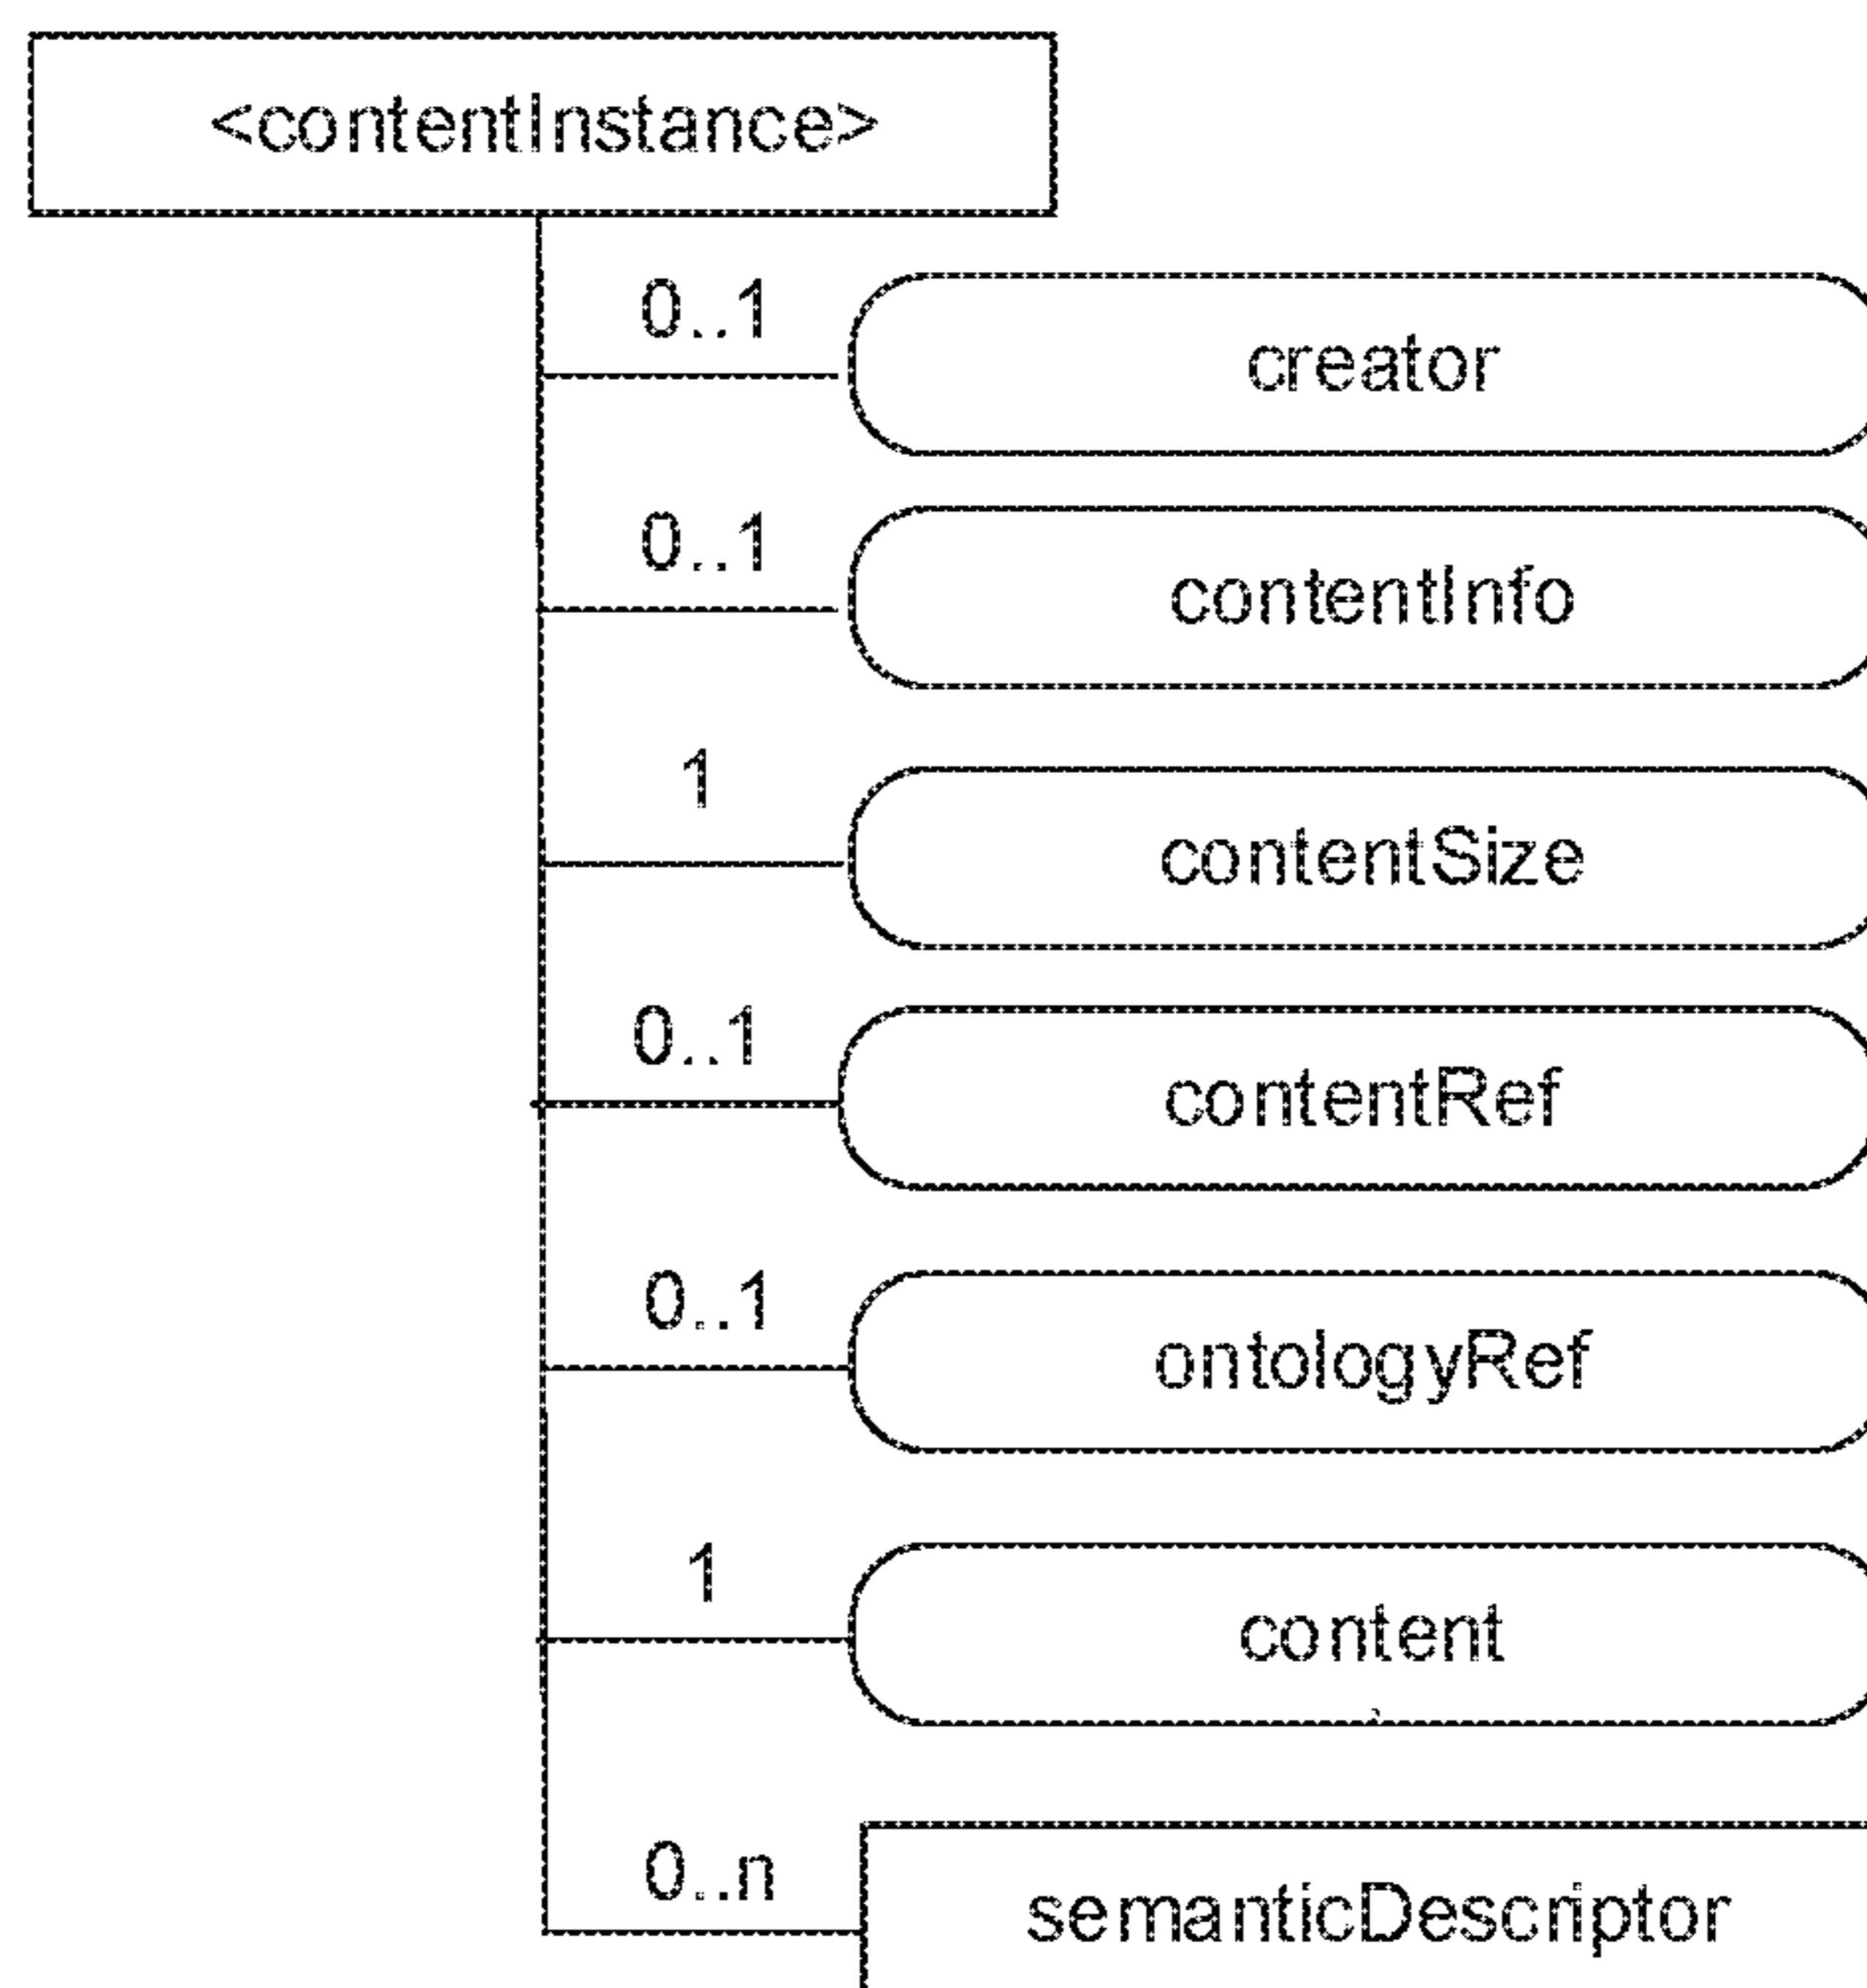 <contentInstance>
0..1
creator
0..1
contentInfo
1
contentSize
0..1
contentRef
0..1
ontologyRef
1
content
0..n
semanticDescriptor